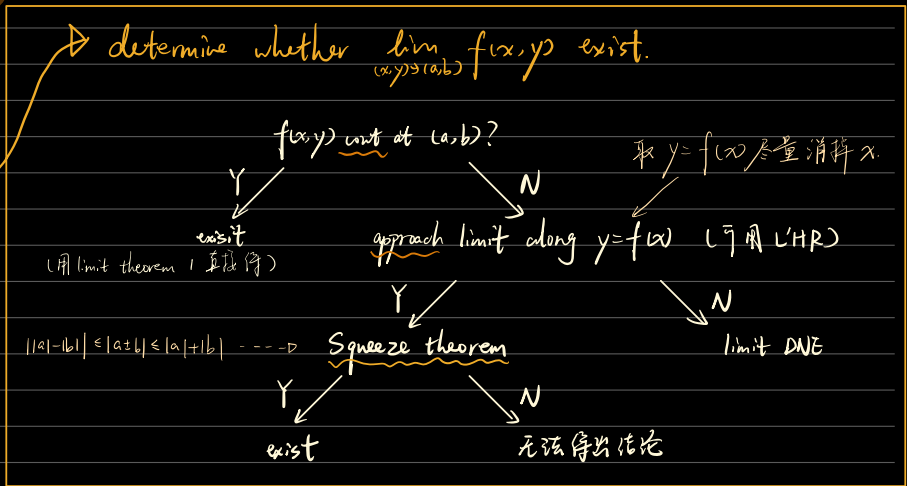 determine whether lim f(x,y) exist.
(x,y)→(a,b)
f(x,y) cont at (a,b)?
取 y=f(x) 尽量消掉 x.
Y
N
exisit
(用 limit theorem / 直接得)
approach limit along y=f(x) (可用 L'HR)
Y
N
||a|-|b|| ≤ |a±b| ≤ |a|+|b|
Squeeze theorem
limit DNE
Y
N
exist
无法得出结论